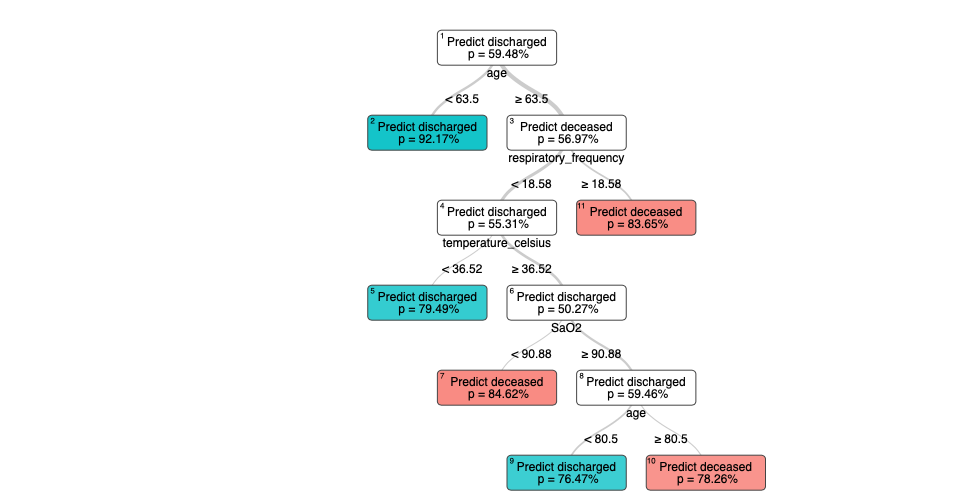 1 Predict discharged
p = 59.48%
age
< 63.5 ≥ 63.5
2 Predict discharged
p = 92.17%
3 Predict deceased
p = 56.97%
respiratory_frequency
< 18.58 ≥ 18.58
4 Predict discharged
p = 55.31%
11 Predict deceased
p = 83.65%
temperature_celsius
< 36.52 ≥ 36.52
5 Predict discharged
p = 79.49%
6 Predict discharged
p = 50.27%
SaO2
< 90.88 ≥ 90.88
7 Predict deceased
p = 84.62%
8 Predict discharged
p = 59.46%
age
< 80.5 ≥ 80.5
9 Predict discharged
p = 76.47%
10 Predict deceased
p = 78.26%